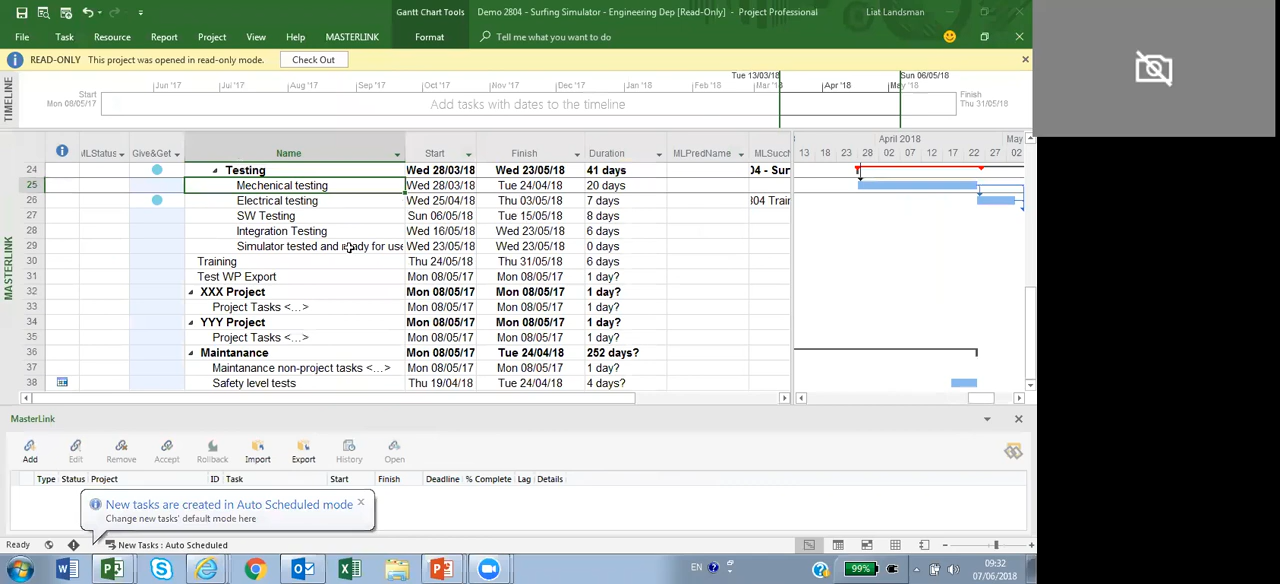 Gantt Chart Tools
Demo 2804 - Surfing Simulator - Engineering Dep [Read-Only] - Project Professional
Liat Landsman
File Task Resource Report Project View Help MASTERLINK Format Tell me what you want to do
READ-ONLY This project was opened in read-only mode. Check Out
TIMELINE
Tue 13/03/18 Sun 06/05/18
Jun '17 Jul '17 Aug '17 Sep '17 Oct '17 Nov '17 Dec '17 Jan '18 Feb '18 Mar '18 Apr '18 May '18
Start
Mon 08/05/17
Add tasks with dates to the timeline
Finish
Thu 31/05/18
MASTERLINK
MLStatus Give&Get Name Start Finish Duration MLPredName MLSucch
April 2018 May
13 18 23 28 02 07 12 17 22 27 02
24 Testing Wed 28/03/18 Wed 23/05/18 41 days 04 - Sur
25 Mechenical testing Wed 28/03/18 Tue 24/04/18 20 days
26 Electrical testing Wed 25/04/18 Thu 03/05/18 7 days 304 Train
27 SW Testing Sun 06/05/18 Tue 15/05/18 8 days
28 Integration Testing Wed 16/05/18 Wed 23/05/18 6 days
29 Simulator tested and ready for use Wed 23/05/18 Wed 23/05/18 0 days
30 Training Thu 24/05/18 Thu 31/05/18 6 days
31 Test WP Export Mon 08/05/17 Mon 08/05/17 1 day?
32 XXX Project Mon 08/05/17 Mon 08/05/17 1 day?
33 Project Tasks <...> Mon 08/05/17 Mon 08/05/17 1 day?
34 YYY Project Mon 08/05/17 Mon 08/05/17 1 day?
35 Project Tasks <...> Mon 08/05/17 Mon 08/05/17 1 day?
36 Maintanance Mon 08/05/17 Tue 24/04/18 252 days?
37 Maintanance non-project tasks <...> Mon 08/05/17 Mon 08/05/17 1 day?
38 Safety level tests Thu 19/04/18 Tue 24/04/18 4 days?
MasterLink
Add Edit Remove Accept Rollback Import Export History Open
Type Status Project ID Task Start Finish Deadline % Complete Lag Details
New tasks are created in Auto Scheduled mode
Change new tasks' default mode here
Ready New Tasks : Auto Scheduled
EN 99% 09:32
07/06/2018